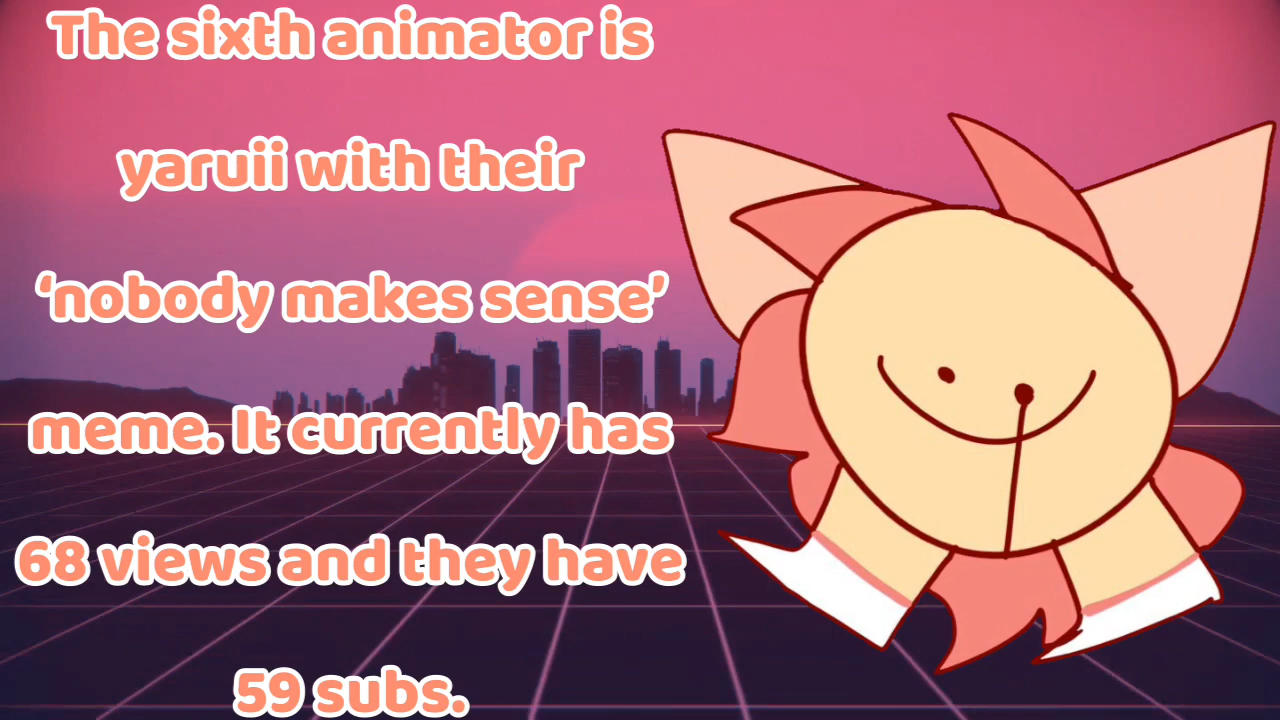 The sixth animator is
yaruii with their
‘nobody makes sense’
meme. It currently has
68 views and they have
59 subs.